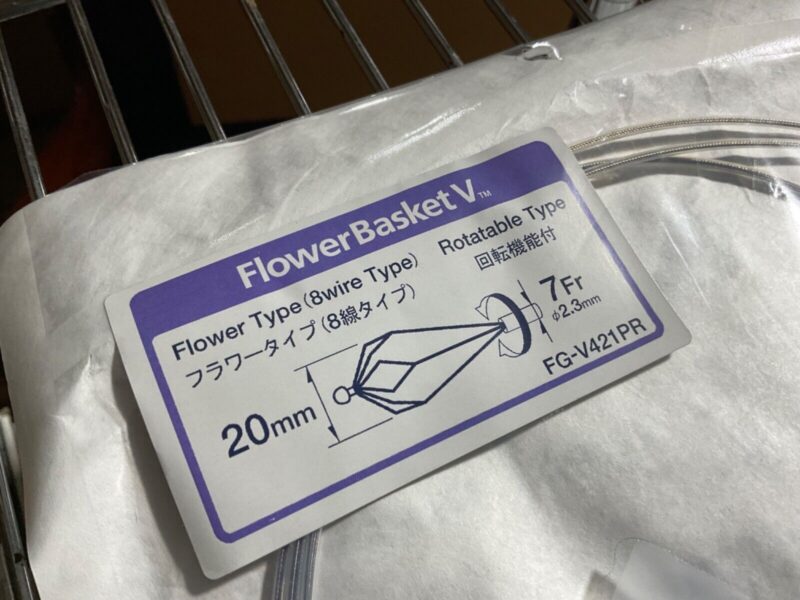 FlowerBasket V™
Flower Type (8wire Type)
フラワータイプ (8線タイプ)
Rotatable Type
回転機能付
7Fr
φ2.3mm
20mm
FG-V421PR